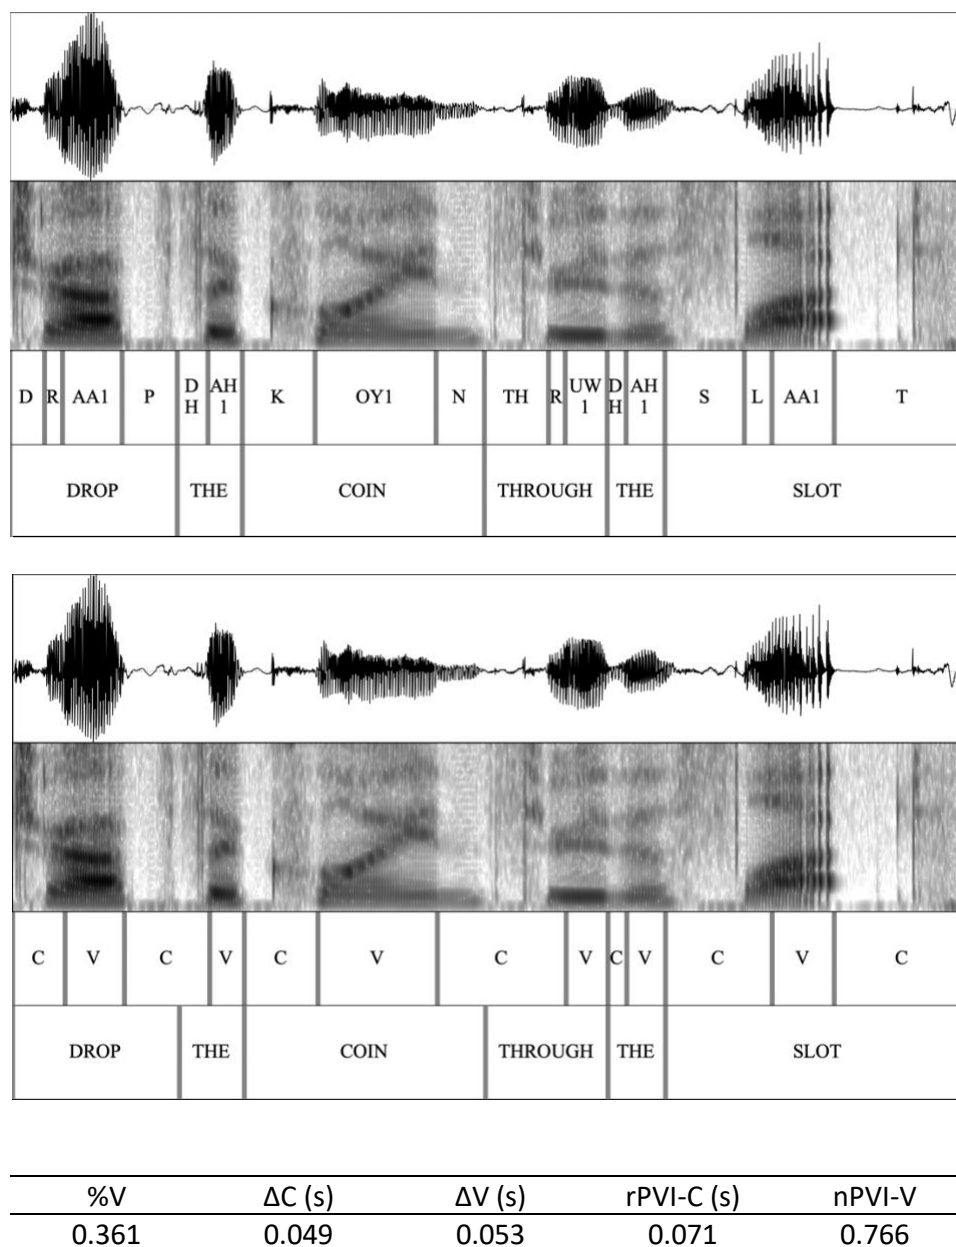 D R AA1 P DH AH1 K OY1 N TH R UW1 DH AH1 S L AA1 T
DROP THE COIN THROUGH THE SLOT
C V C V C V C V C V C V C
DROP THE COIN THROUGH THE SLOT
%V ΔC (s) ΔV (s) rPVI-C (s) nPVI-V
0.361 0.049 0.053 0.071 0.766